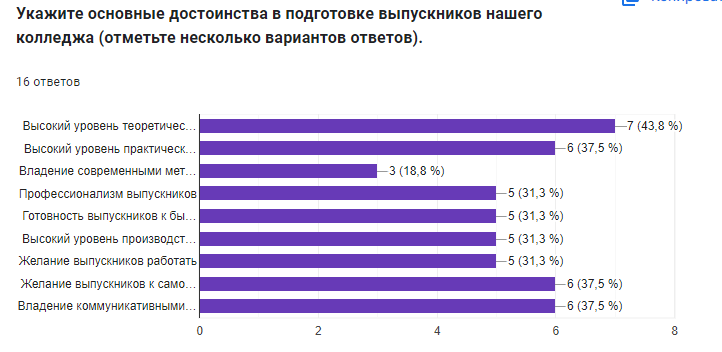 Укажите основные достоинства в подготовке выпускников нашего
колледжа (отметьте несколько вариантов ответов).
16 ответов
Высокий уровень теоретичес… 7 (43,8 %)
Высокий уровень практическ… 6 (37,5 %)
Владение современными мет… 3 (18,8 %)
Профессионализм выпускников 5 (31,3 %)
Готовность выпускников к бы… 5 (31,3 %)
Высокий уровень производст… 5 (31,3 %)
Желание выпускников работать 5 (31,3 %)
Желание выпускников к само… 6 (37,5 %)
Владение коммуникативными… 6 (37,5 %)
0 2 4 6 8